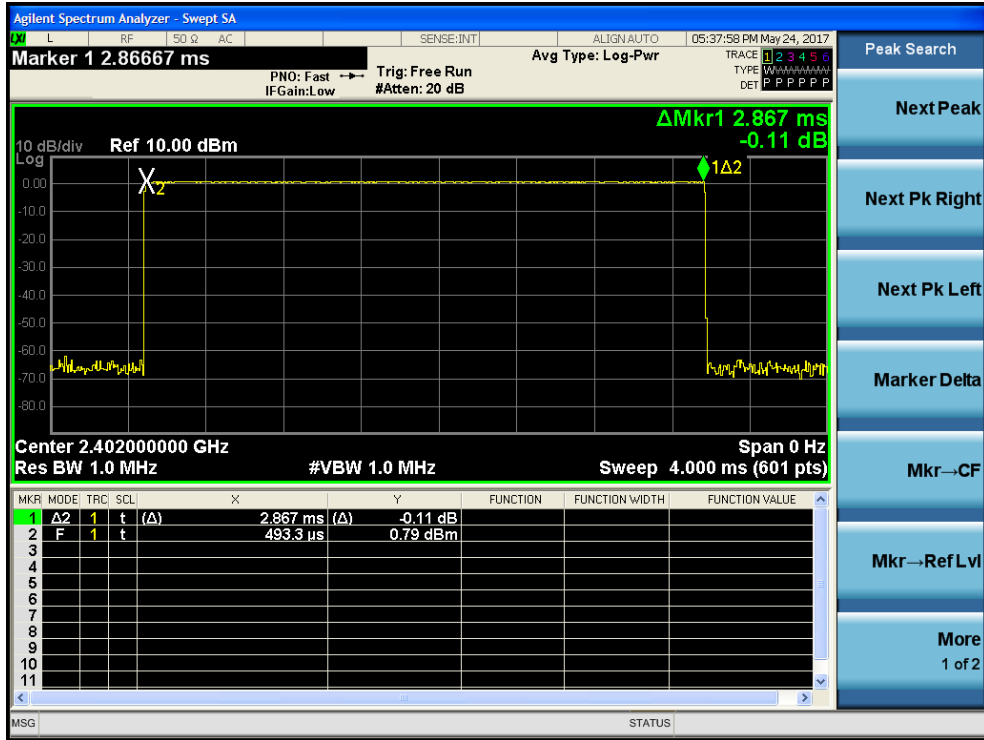 Agilent Spectrum Analyzer - Swept SA
LXI L RF 50 Ω AC SENSE:INT ALIGN AUTO 05:37:58 PM May 24, 2017
Marker 1 2.86667 ms
PNO: Fast
IFGain:Low
Trig: Free Run
#Atten: 20 dB
Avg Type: Log-Pwr
TRACE 1 2 3 4 5 6
TYPE W
DET P P P P P P
ΔMkr1 2.867 ms
-0.11 dB
10 dB/div Ref 10.00 dBm
Log
1Δ2
X2
0.00
-10.0
-20.0
-30.0
-40.0
-50.0
-60.0
-70.0
-80.0
Center 2.402000000 GHz Span 0 Hz
Res BW 1.0 MHz #VBW 1.0 MHz Sweep 4.000 ms (601 pts)
MKR MODE TRC SCL X Y FUNCTION FUNCTION WIDTH FUNCTION VALUE
1 Δ2 1 t (Δ) 2.867 ms (Δ) -0.11 dB
2 F 1 t 493.3 µs 0.79 dBm
3
4
5
6
7
8
9
10
11
MSG STATUS
Peak Search
Next Peak
Next Pk Right
Next Pk Left
Marker Delta
Mkr→CF
Mkr→Ref Lvl
More
1 of 2